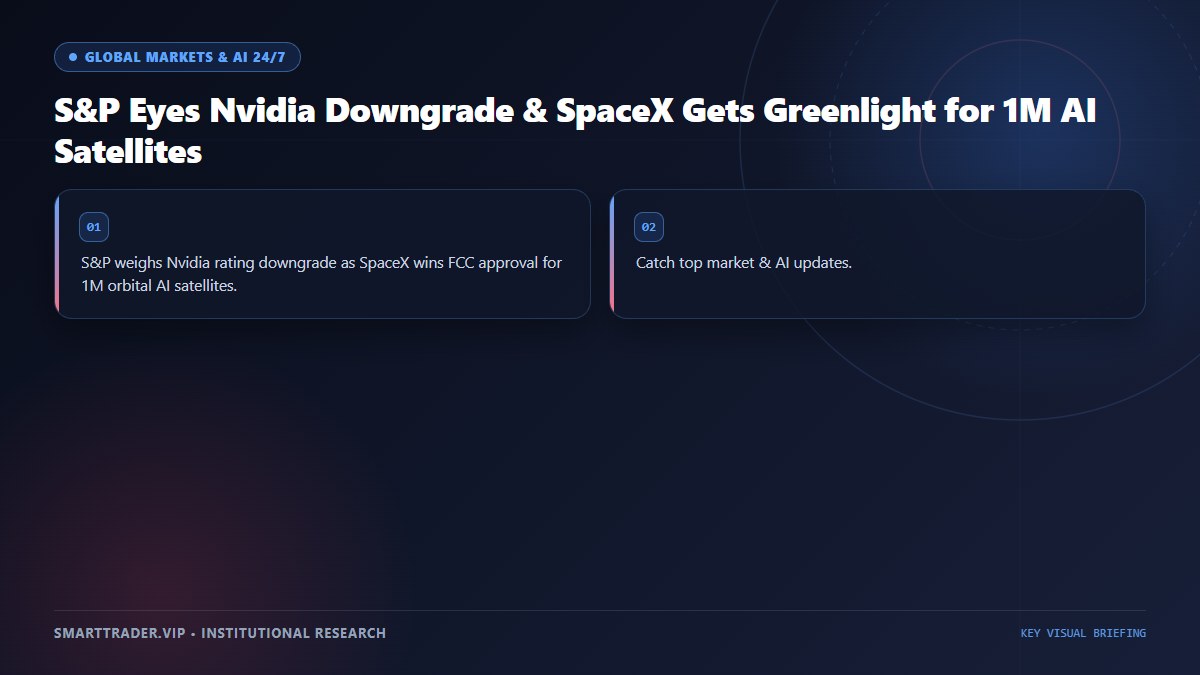 GLOBAL MARKETS & AI 24/7
S&P Eyes Nvidia Downgrade & SpaceX Gets Greenlight for 1M AI
Satellites
01
S&P weighs Nvidia rating downgrade as SpaceX wins FCC approval for
1M orbital AI satellites.
02
Catch top market & AI updates.
SMARTTRADER.VIP • INSTITUTIONAL RESEARCH
KEY VISUAL BRIEFING